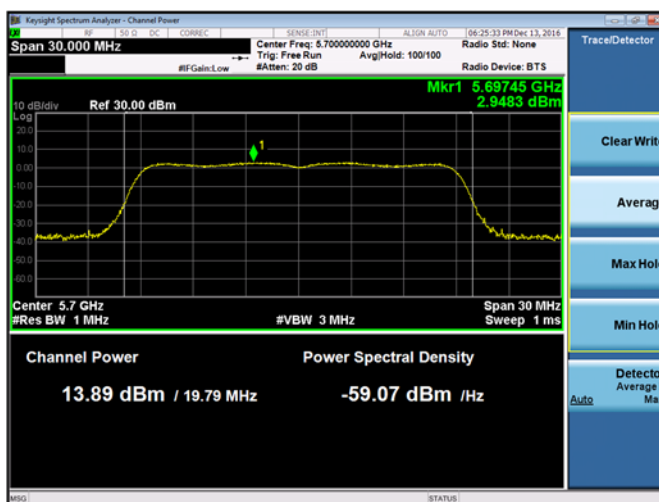 Keysight Spectrum Analyzer - Channel Power
RF 50 Ω DC CORREC SENSE:INT ALIGN AUTO 06:25:33 PM Dec 13, 2016
Span 30.000 MHz
Center Freq: 5.700000000 GHz
Radio Std: None
Trig: Free Run Avg|Hold: 100/100
#IFGain:Low #Atten: 20 dB Radio Device: BTS
Trace/Detector
Mkr1 5.69745 GHz
2.9483 dBm
10 dB/div Ref 30.00 dBm
Log
20.0
10.0
0.00
-10.0
-20.0
-30.0
-40.0
-50.0
-60.0
1
Center 5.7 GHz Span 30 MHz
#Res BW 1 MHz #VBW 3 MHz Sweep 1 ms
Channel Power Power Spectral Density
13.89 dBm / 19.79 MHz -59.07 dBm /Hz
Clear Write
Averag
Max Hol
Min Hol
Detecto
Average
Auto Ma
MSG STATUS